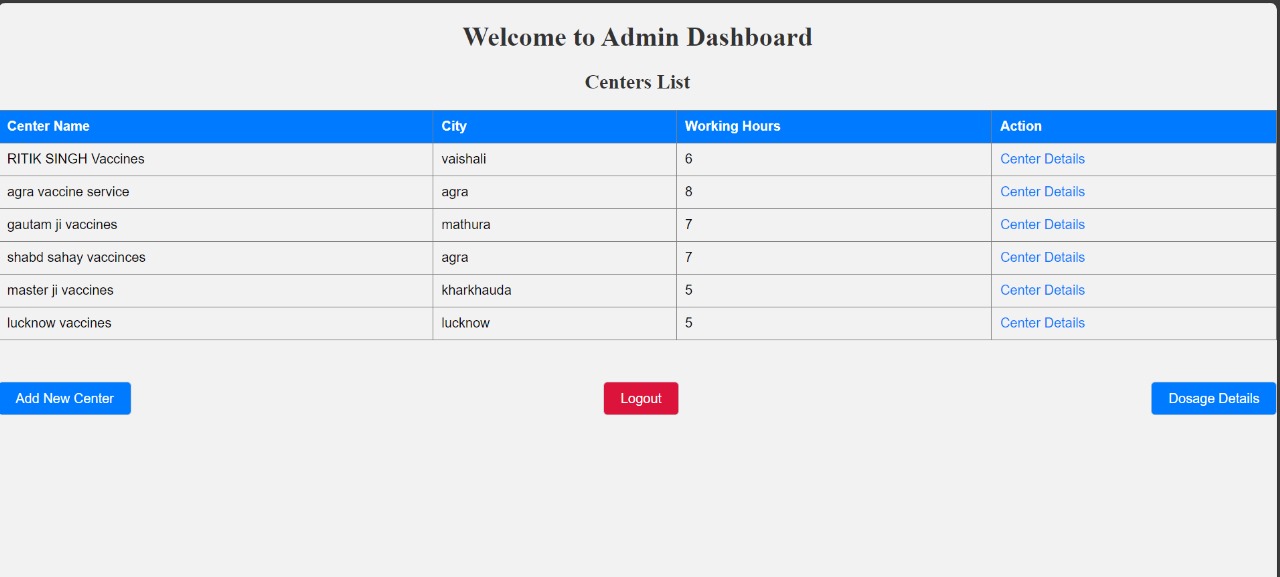 Welcome to Admin Dashboard
Centers List
Center Name City Working Hours Action
RITIK SINGH Vaccines vaishali 6 Center Details
agra vaccine service agra 8 Center Details
gautam ji vaccines mathura 7 Center Details
shabd sahay vaccinces agra 7 Center Details
master ji vaccines kharkhauda 5 Center Details
lucknow vaccines lucknow 5 Center Details
Add New Center Logout Dosage Details